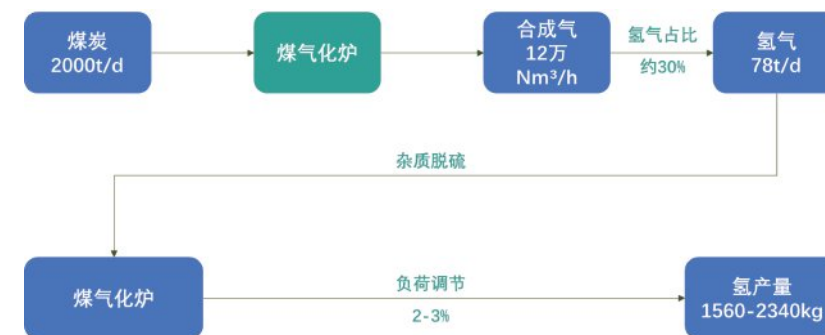 煤炭
2000t/d
煤气化炉
合成气
12万
Nm³/h
氢气占比
约30%
氢气
78t/d
杂质脱硫
煤气化炉
负荷调节
2-3%
氢产量
1560-2340kg